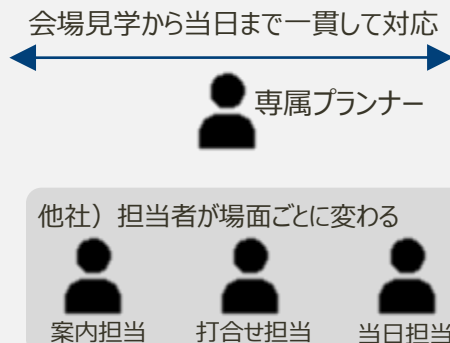 会場見学から当日まで一貫して対応
専属プランナー
他社）担当者が場面ごとに変わる
案内担当 打合せ担当 当日担当